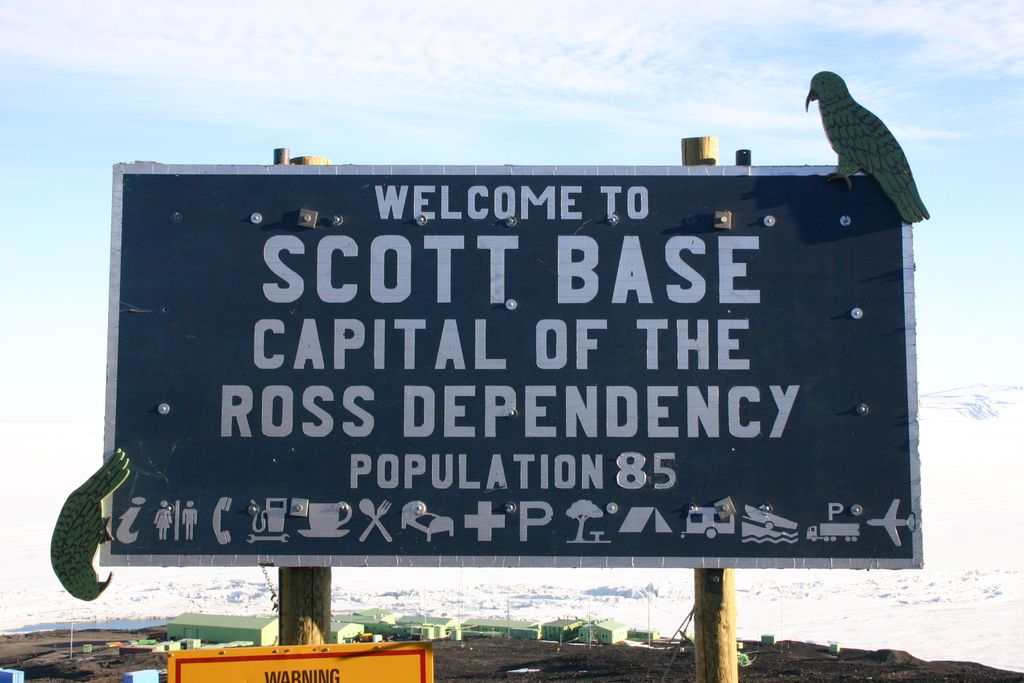 WELCOME TO
SCOTT BASE
CAPITAL OF THE
ROSS DEPENDENCY
POPULATION 85
i P P
WARNING